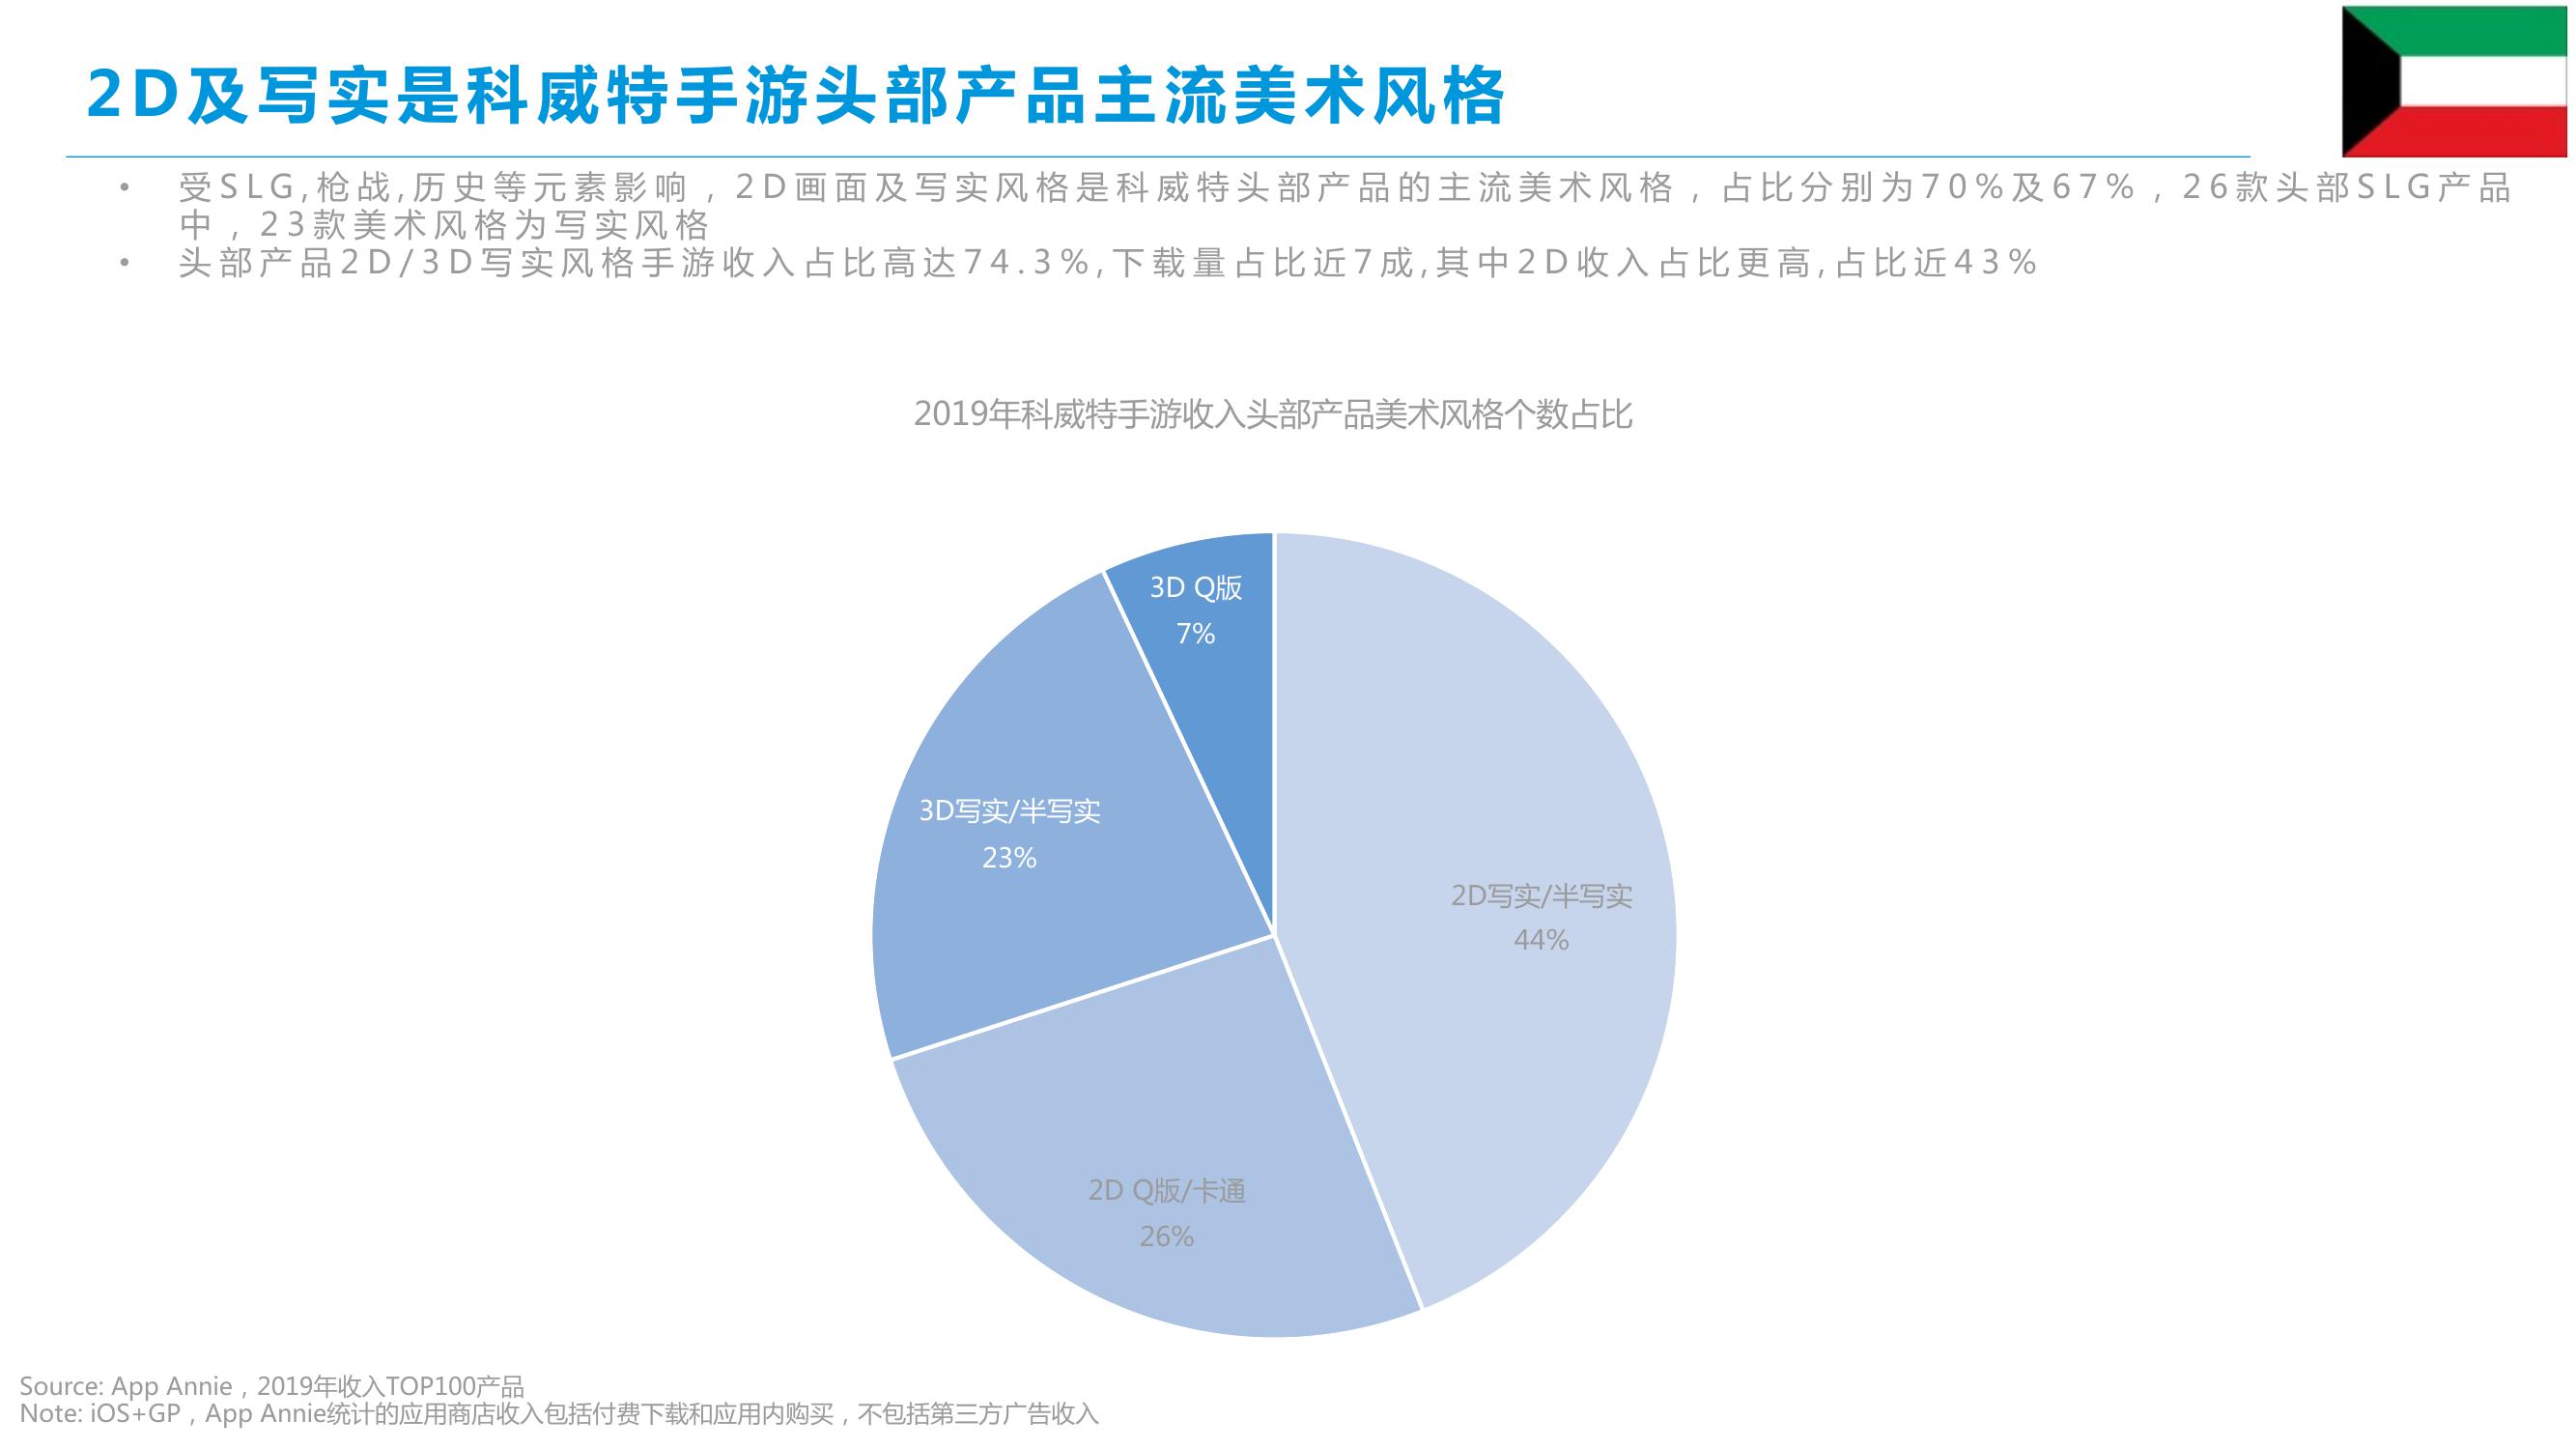 2D及写实是科威特手游头部产品主流美术风格
• 受SLG,枪战,历史等元素影响，2D画面及写实风格是科威特头部产品的主流美术风格，占比分别为70%及67%，26款头部SLG产品
中，23款美术风格为写实风格
• 头部产品2D/3D写实风格手游收入占比高达74.3%,下载量占比近7成,其中2D收入占比更高,占比近43%
2019年科威特手游收入头部产品美术风格个数占比
3D Q版
7%
3D写实/半写实
23%
2D写实/半写实
44%
2D Q版/卡通
26%
Source: App Annie，2019年收入TOP100产品
Note: iOS+GP，App Annie统计的应用商店收入包括付费下载和应用内购买，不包括第三方广告收入